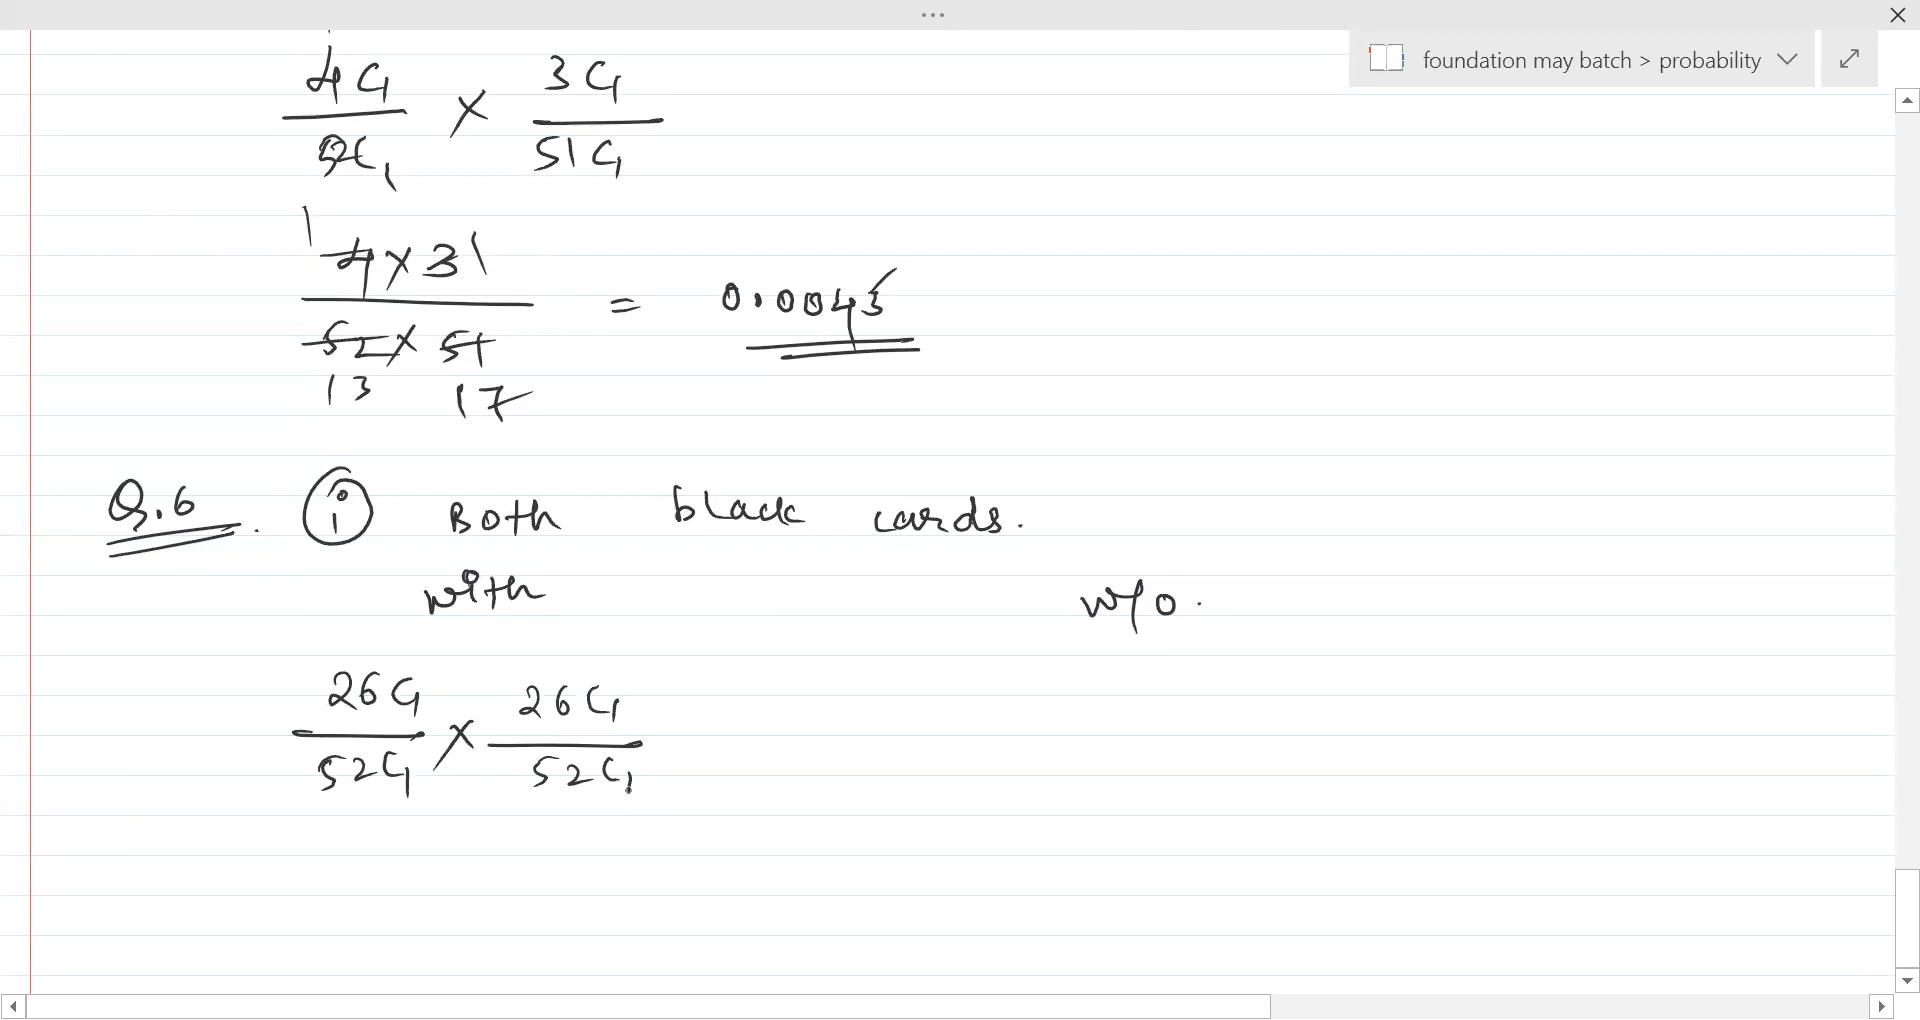 foundation may batch > probability
4C1 × 3C1
52C1 51C1
1 4×3 1
52×51 = 0.0045
13 17
Q.6 (i) Both black cards.
with w/o.
26C1 × 26C1
52C1 52C1